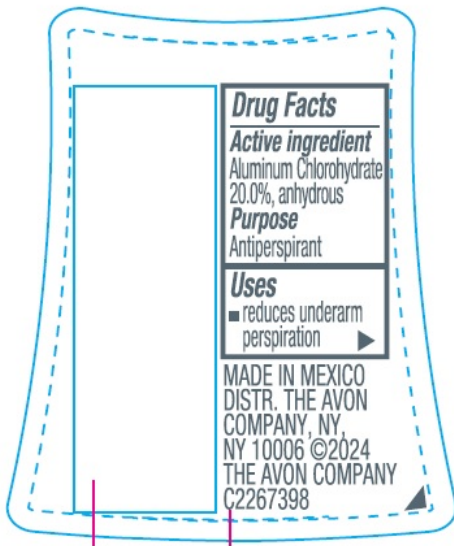 Drug Facts
Active ingredient
Aluminum Chlorohydrate
20.0%, anhydrous
Purpose
Antiperspirant
Uses
■ reduces underarm
perspiration ▶
MADE IN MEXICO
DISTR. THE AVON
COMPANY, NY,
NY 10006 ©2024
THE AVON COMPANY
C2267398